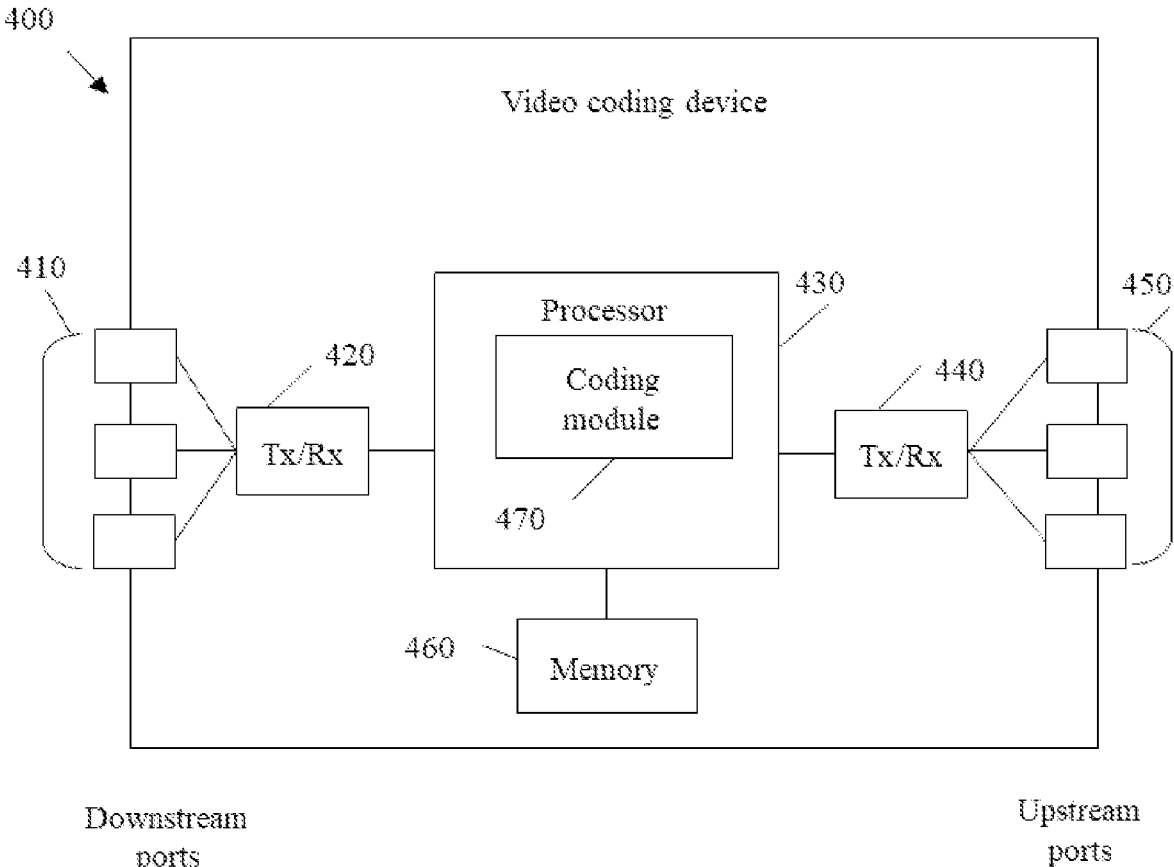 400
Video coding device
410
430
450
Processor
420
440
Coding
module
Tx/Rx
Tx/Rx
470
460
Memory
Downstream
ports
Upstream
ports